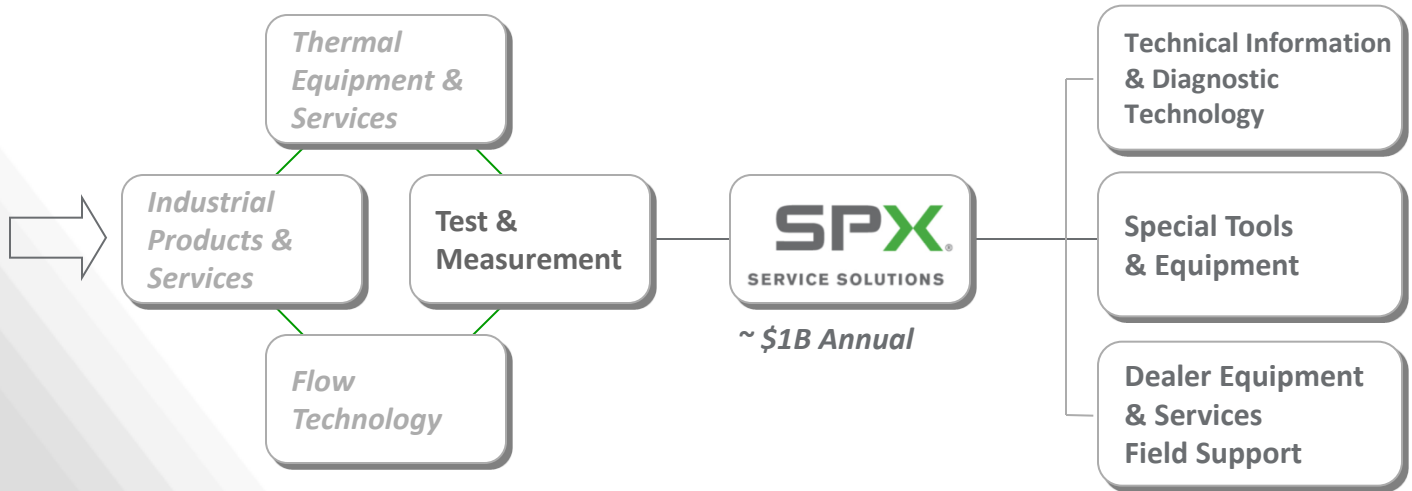 Thermal
Equipment &
Services
Industrial
Products &
Services
Test &
Measurement
Flow
Technology
SPX®
SERVICE SOLUTIONS
~ $1B Annual
Technical Information
& Diagnostic
Technology
Special Tools
& Equipment
Dealer Equipment
& Services
Field Support